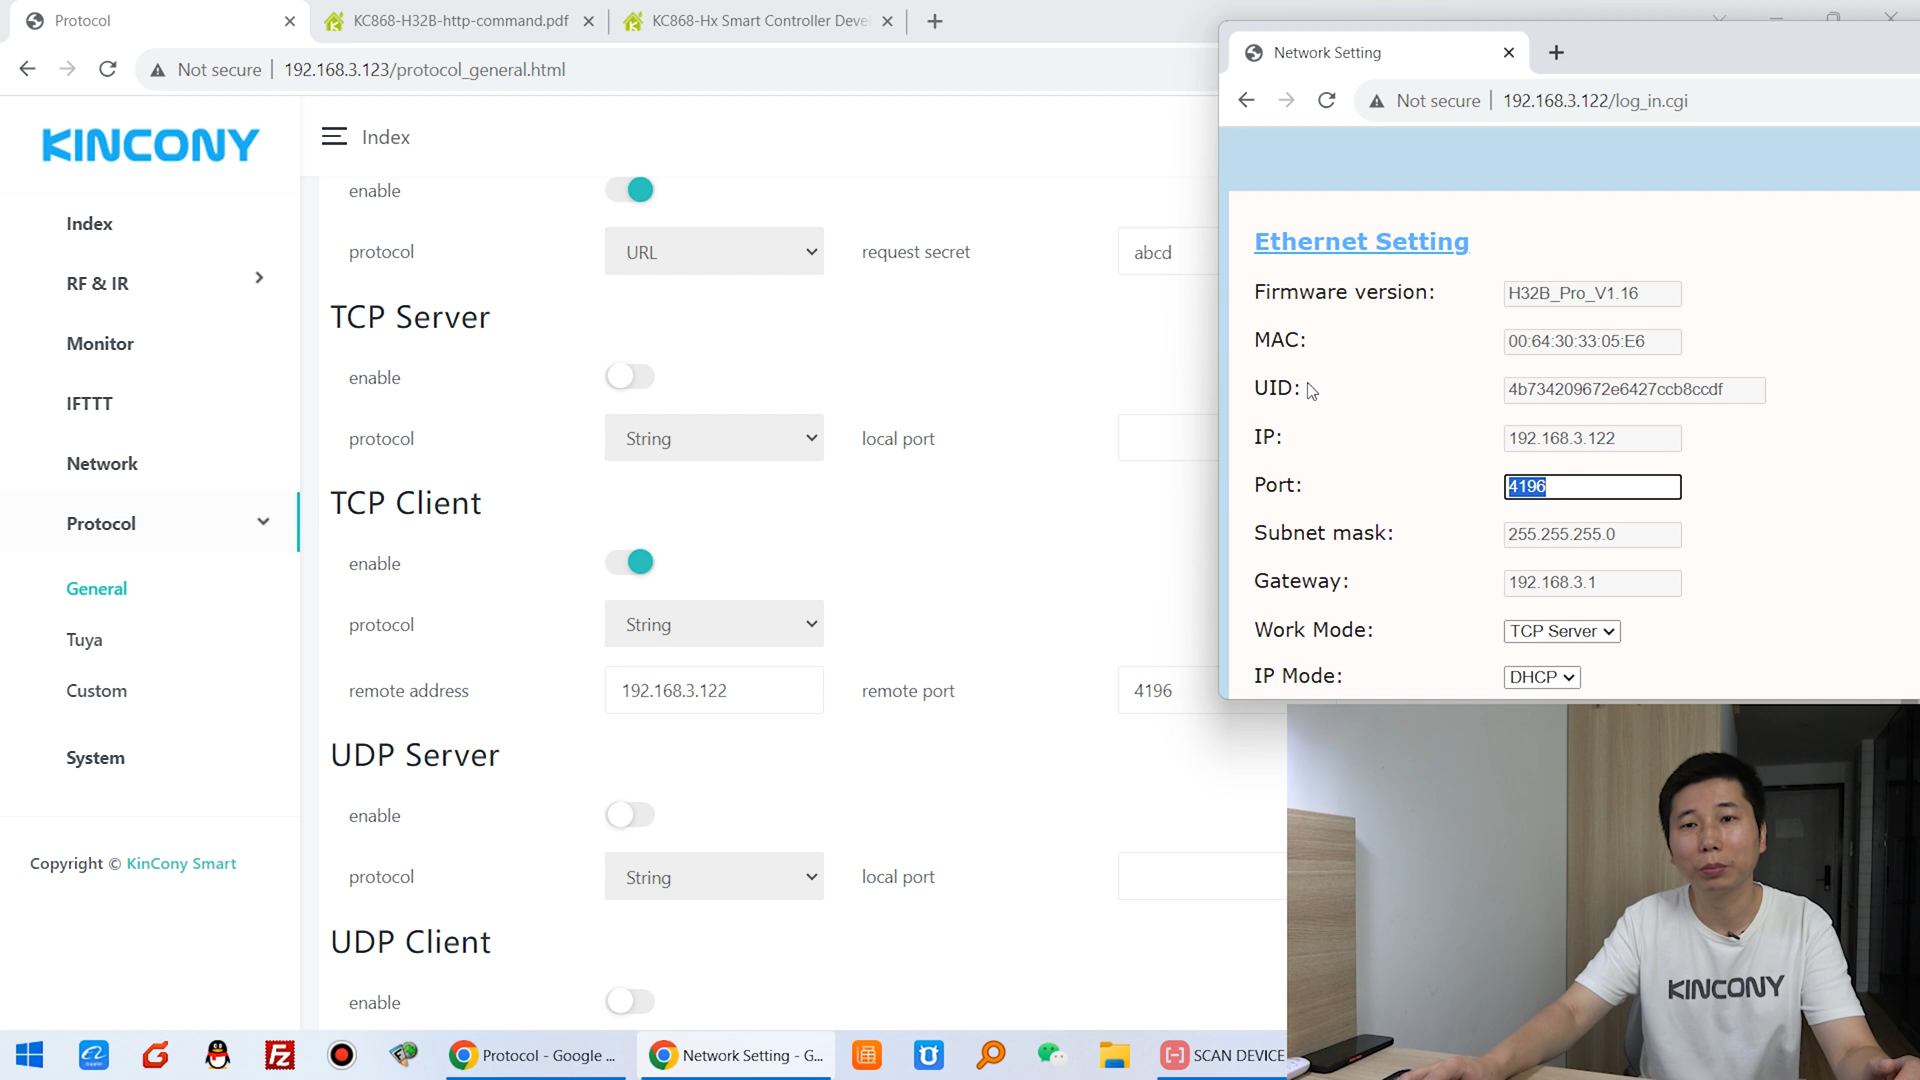 Protocol
KC868-H32B-http-command.pdf
KC868-Hx Smart Controller Deve
Not secure
192.168.3.123/protocol_general.html
KINCONY
Index
RF & IR
Monitor
IFTTT
Network
Protocol
General
Tuya
Custom
System
Copyright © KinCony Smart
Index
enable
protocol URL request secret abcd
TCP Server
enable
protocol String local port
TCP Client
enable
protocol String
remote address 192.168.3.122 remote port 4196
UDP Server
enable
protocol String local port
UDP Client
enable
Network Setting
Not secure
192.168.3.122/log_in.cgi
Ethernet Setting
Firmware version: H32B_Pro_V1.16
MAC: 00:64:30:33:05:E6
UID: 4b734209672e6427ccb8ccdf
IP: 192.168.3.122
Port: 4196
Subnet mask: 255.255.255.0
Gateway: 192.168.3.1
Work Mode: TCP Server
IP Mode: DHCP
KINCONY
Protocol - Google ...
Network Setting - G...
SCAN DEVICE